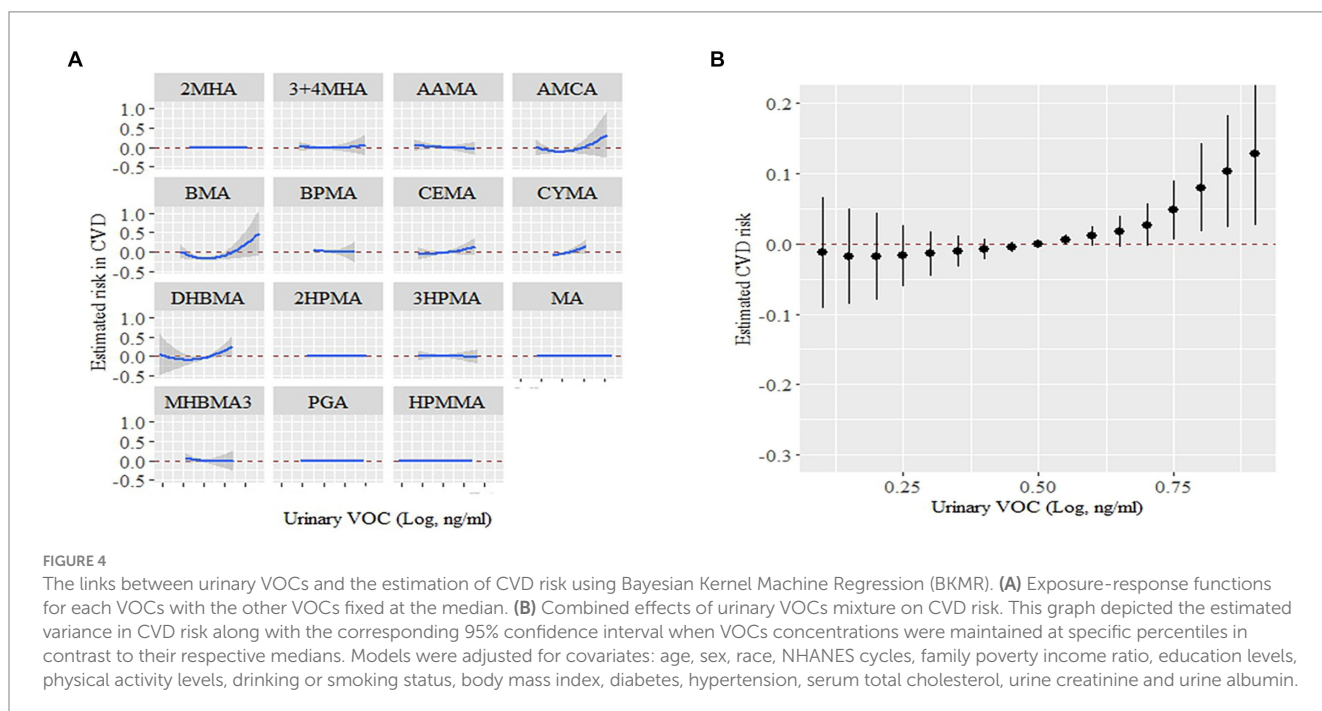 A
B
2MHA 3+4MHA AAMA AMCA
1.0
0.5
0.0
-0.5
BMA BPMA CEMA CYMA
1.0
0.5
0.0
-0.5
DHBMA 2HPMA 3HPMA MA
1.0
0.5
0.0
-0.5
MHBMA3 PGA HPMMA
1.0
0.5
0.0
-0.5
Estimated risk in CVD
Urinary VOC (Log, ng/ml)
0.2
0.1
0.0
-0.1
-0.2
-0.3
Estimated CVD risk
0.25 0.50 0.75
Urinary VOC (Log, ng/ml)
FIGURE 4
The links between urinary VOCs and the estimation of CVD risk using Bayesian Kernel Machine Regression (BKMR). (A) Exposure-response functions
for each VOCs with the other VOCs fixed at the median. (B) Combined effects of urinary VOCs mixture on CVD risk. This graph depicted the estimated
variance in CVD risk along with the corresponding 95% confidence interval when VOCs concentrations were maintained at specific percentiles in
contrast to their respective medians. Models were adjusted for covariates: age, sex, race, NHANES cycles, family poverty income ratio, education levels,
physical activity levels, drinking or smoking status, body mass index, diabetes, hypertension, serum total cholesterol, urine creatinine and urine albumin.